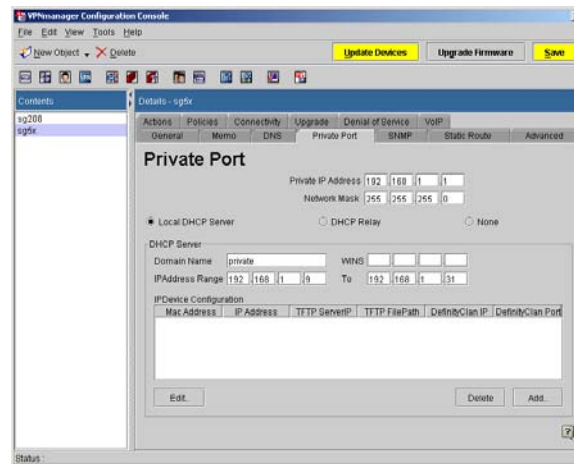 VPNmanager Configuration Console
File Edit View Tools Help
New Object Delete Update Devices Upgrade Firmware Save
Contents
Details - sg5x
sg208
sg5x
Actions Policies Connectivity Upgrade Denial of Service VoIP
General Memo DNS Private Port SNMP Static Route Advanced
Private Port
Private IP Address 192 .168 .1 .1
Network Mask 255 .255 .255 .0
Local DHCP Server DHCP Relay None
DHCP Server
Domain Name private WINS
IPAddress Range 192 .168 .1 .9 To 192 .168 .1 .31
IPDevice Configuration
Mac Address IP Address TFTP ServerIP TFTP FilePath DefinityClan IP DefinityClan Port
Edit.. Delete Add..
Status :